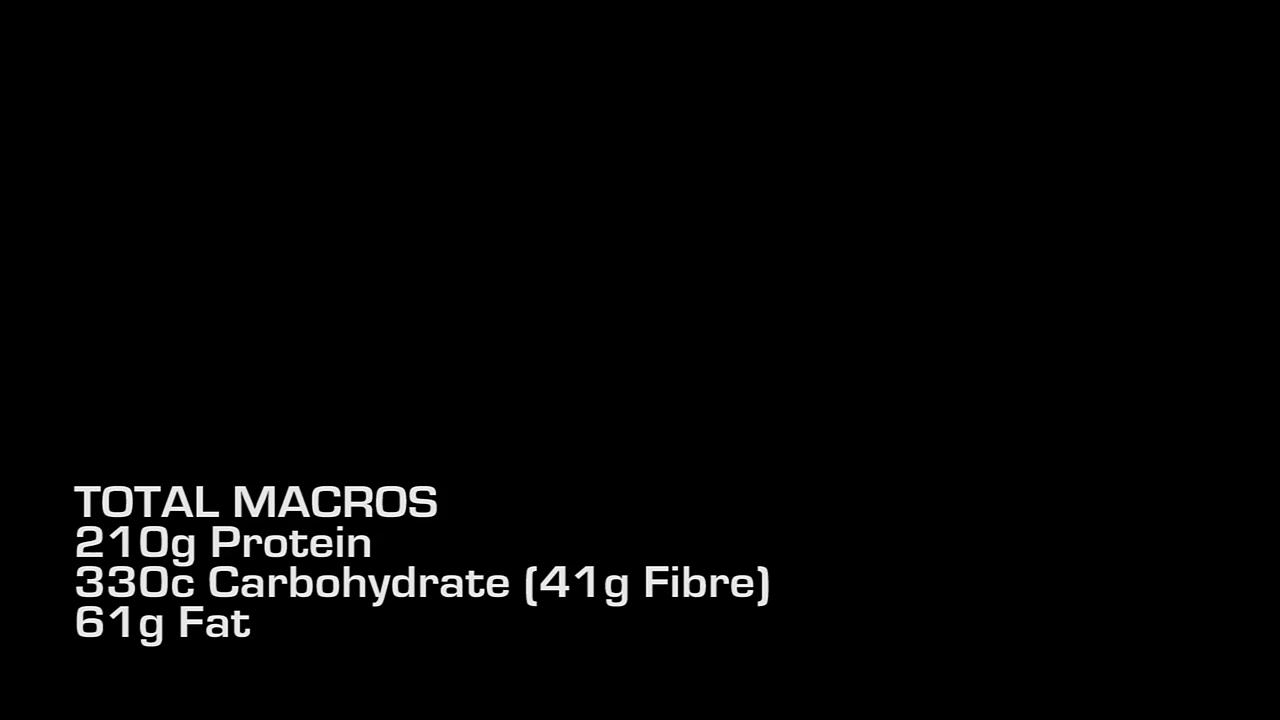 TOTAL MACROS
210g Protein
330c Carbohydrate (41g Fibre)
61g Fat